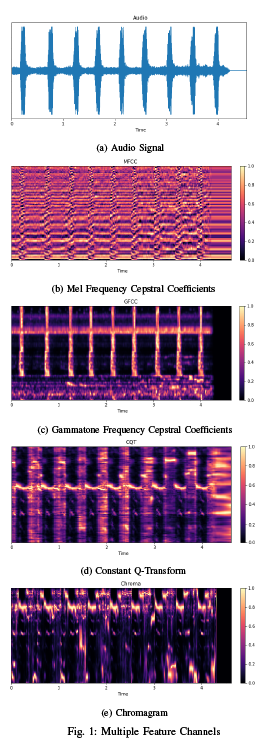 Audio
0 1 2 3 4
Time
(a) Audio Signal
MFCC
1.0
0.8
0.6
0.4
0.2
0.0
0 1 2 3 4
Time
(b) Mel Frequency Cepstral Coefficients
GFCC
1.0
0.8
0.6
0.4
0.2
0.0
0 1 2 3 4
Time
(c) Gammatone Frequency Cepstral Coefficients
CQT
1.0
0.8
0.6
0.4
0.2
0.0
0 1 2 3 4
Time
(d) Constant Q-Transform
Chroma
1.0
0.8
0.6
0.4
0.2
0.0
0 1 2 3 4
Time
(e) Chromagram
Fig. 1: Multiple Feature Channels